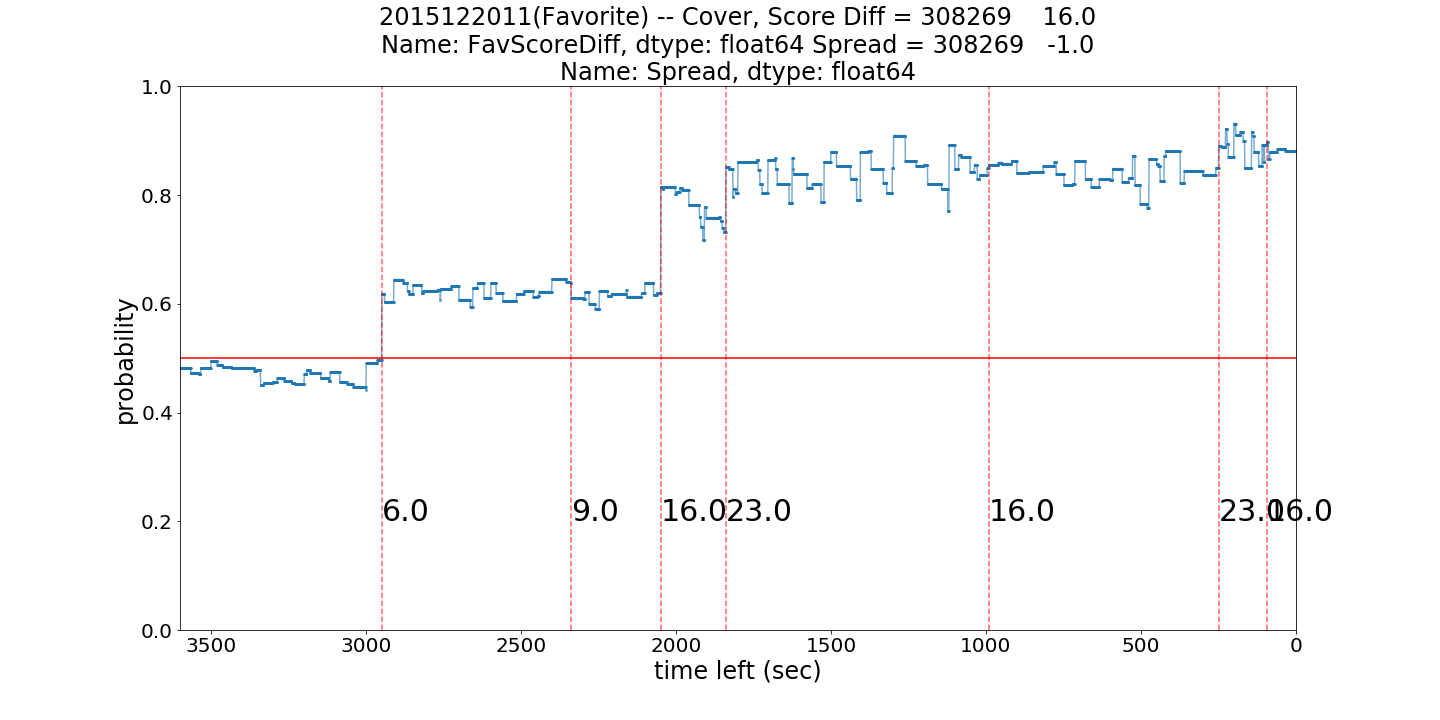 2015122011(Favorite) -- Cover, Score Diff = 308269    16.0
Name: FavScoreDiff, dtype: float64 Spread = 308269   -1.0
Name: Spread, dtype: float64
1.0
0.8
0.6
0.4
0.2
0.0
probability
6.0
9.0
16.0
23.0
16.0
23.0
16.0
3500 3000 2500 2000 1500 1000 500 0
time left (sec)